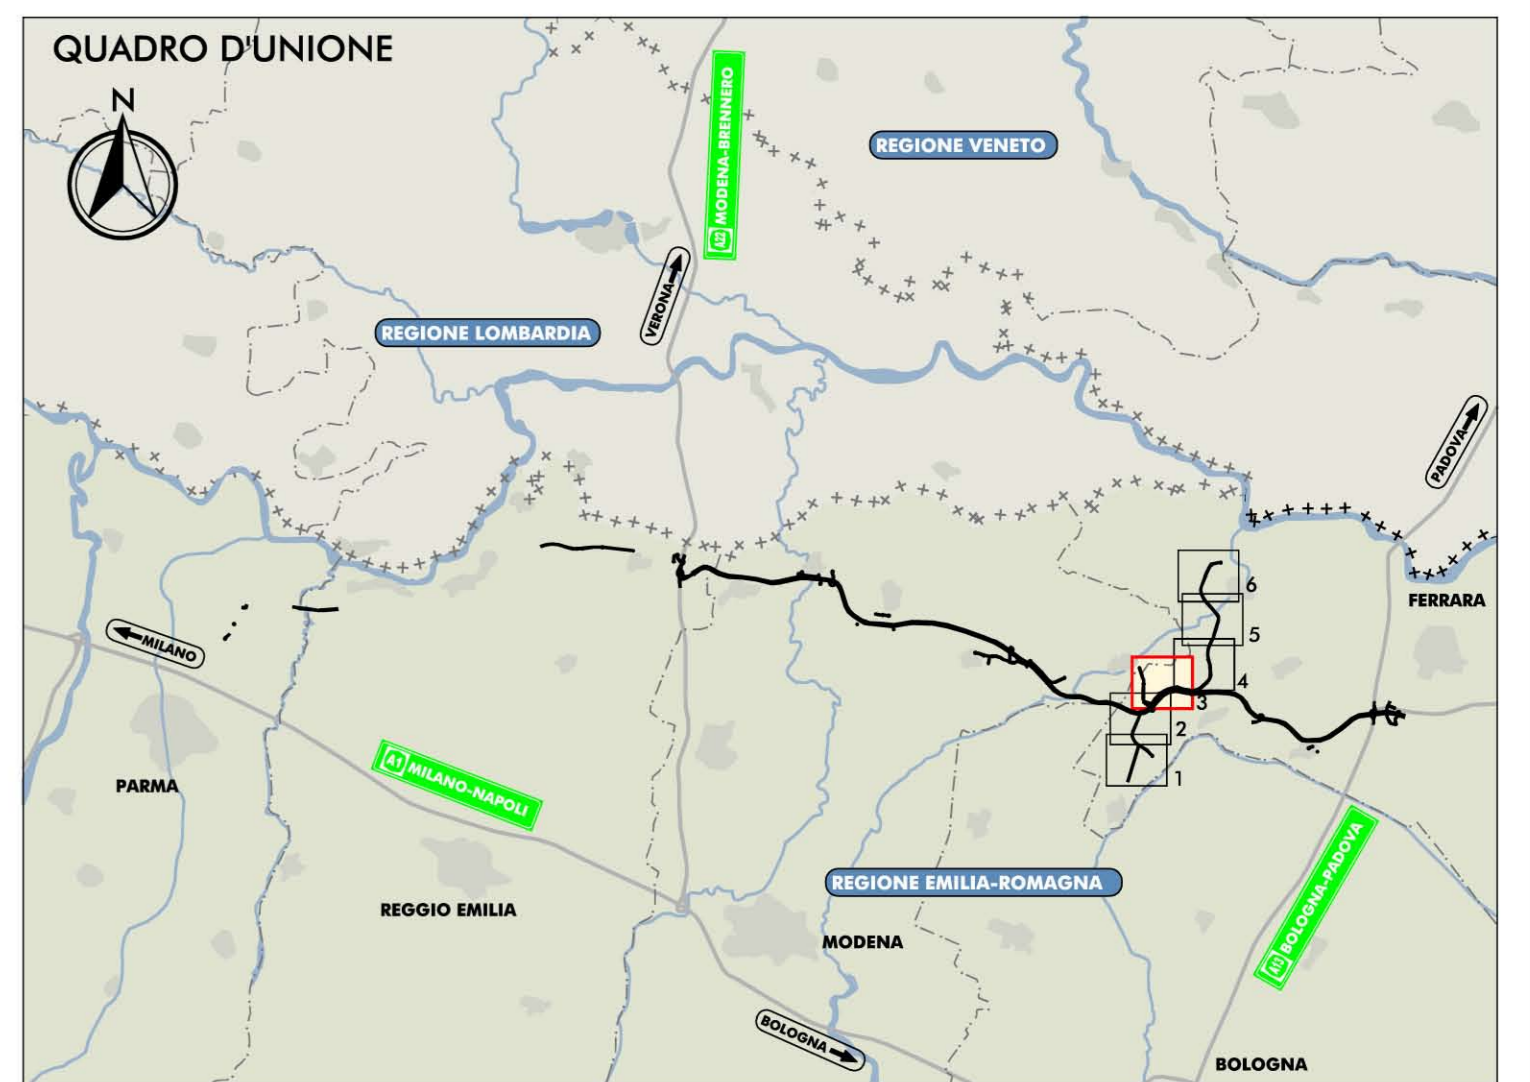 QUADRO D'UNIONE
N
A22 MODENA-BRENNERO
REGIONE VENETO
VERONA
REGIONE LOMBARDIA
PADOVA
6
FERRARA
5
MILANO
4
3
2
1
PARMA
A1 MILANO-NAPOLI
REGIONE EMILIA-ROMAGNA
A13 BOLOGNA-PADOVA
REGGIO EMILIA
MODENA
BOLOGNA
BOLOGNA